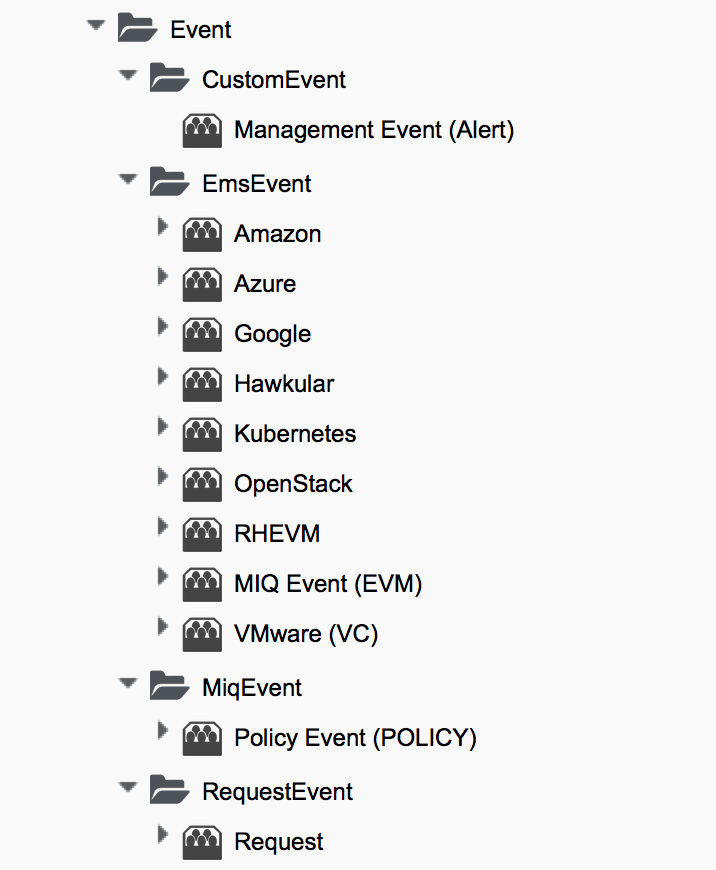 Event
CustomEvent
Management Event (Alert)
EmsEvent
Amazon
Azure
Google
Hawkular
Kubernetes
OpenStack
RHEVM
MIQ Event (EVM)
VMware (VC)
MiqEvent
Policy Event (POLICY)
RequestEvent
Request